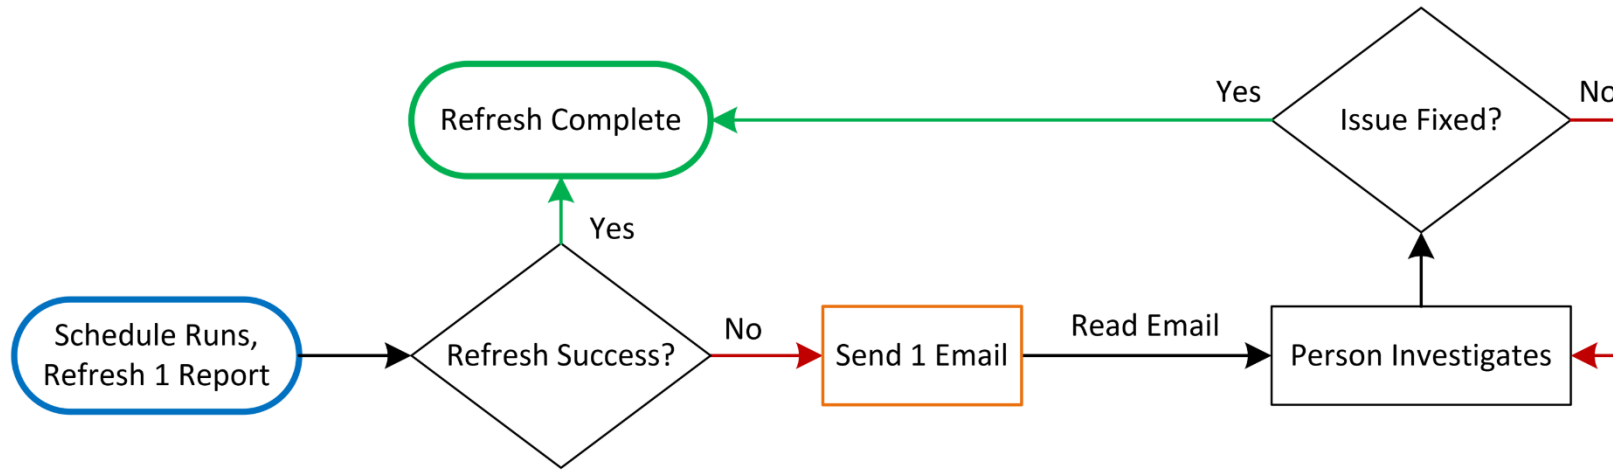 Yes
No
Issue Fixed?
Refresh Complete
Yes
Schedule Runs,
Refresh 1 Report
Refresh Success?
No
Send 1 Email
Read Email
Person Investigates